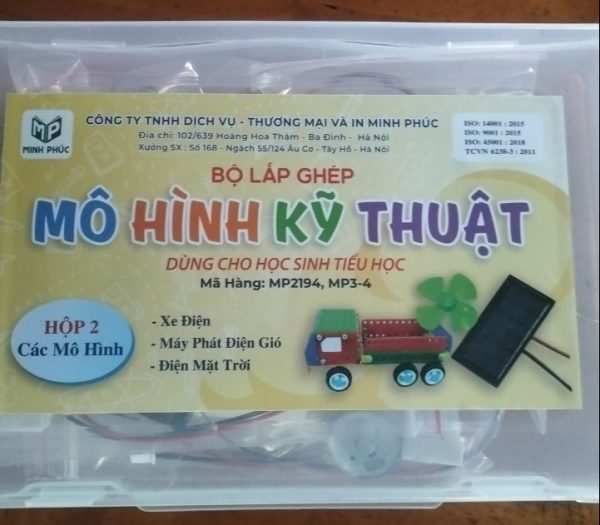 MP
MINH PHÚC
CÔNG TY TNHH DỊCH VỤ - THƯƠNG MẠI VÀ IN MINH PHÚC
Địa chỉ: 102/639 Hoàng Hoa Thám - Ba Đình - Hà Nội
Xưởng SX : Số 168 - Ngách 55/124 Âu Cơ - Tây Hồ - Hà Nội
ISO: 14001 : 2015
ISO: 9001 : 2015
ISO: 45001 : 2018
TCVN 6238-3 : 2011
BỘ LẮP GHÉP
MÔ HÌNH KỸ THUẬT
DÙNG CHO HỌC SINH TIỂU HỌC
Mã Hàng: MP2194, MP3-4
HỘP 2
Các Mô Hình
- Xe Điện
- Máy Phát Điện Gió
- Điện Mặt Trời